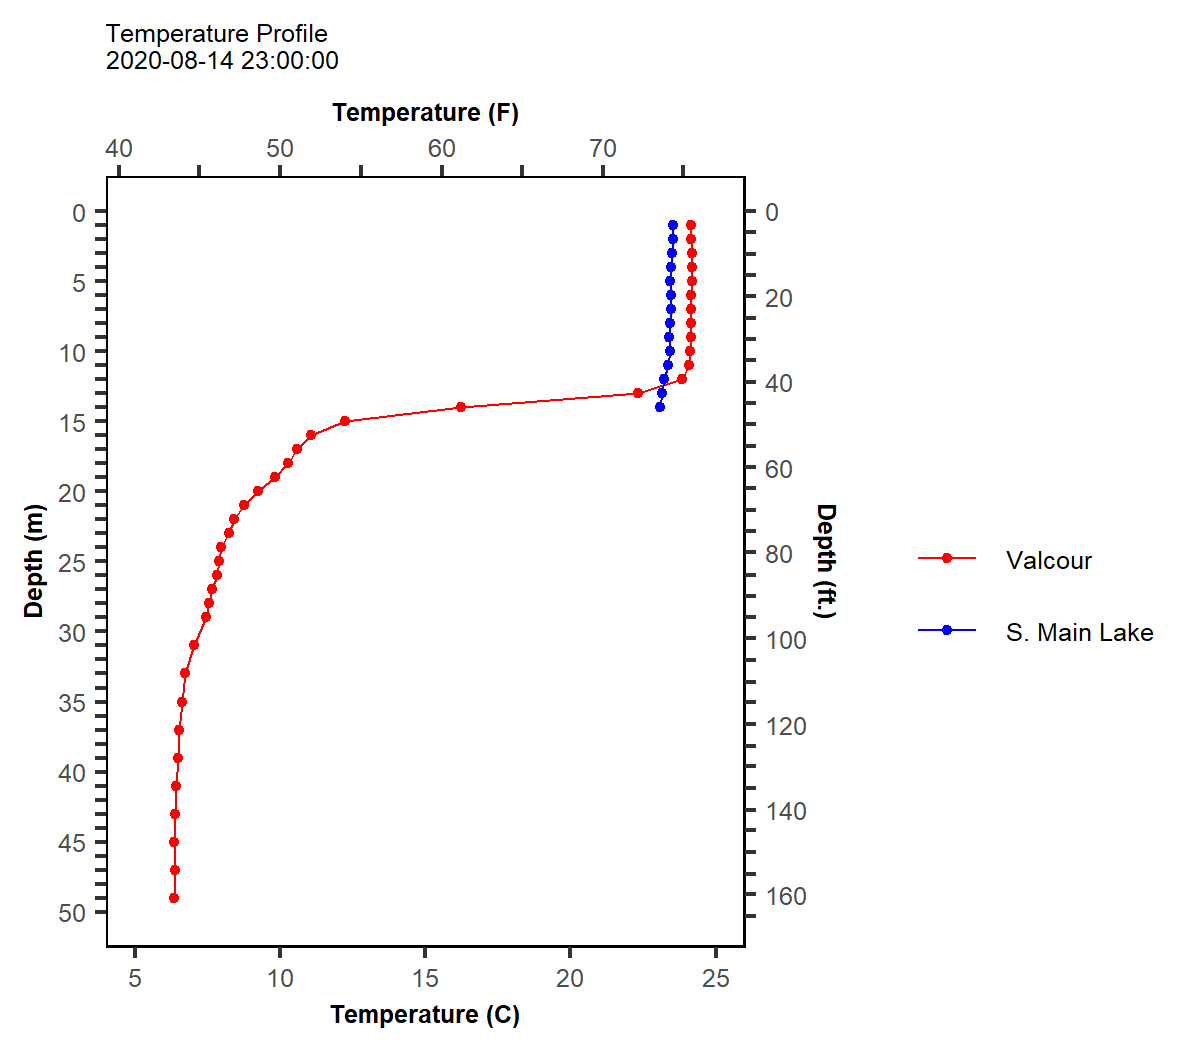 Temperature Profile
2020-08-14 23:00:00
Temperature (F)
40 50 60 70
0
5
10
15
20
25
30
35
40
45
50
Depth (m)
0
20
40
60
80
100
120
140
160
Depth (ft.)
Valcour
S. Main Lake
5 10 15 20 25
Temperature (C)